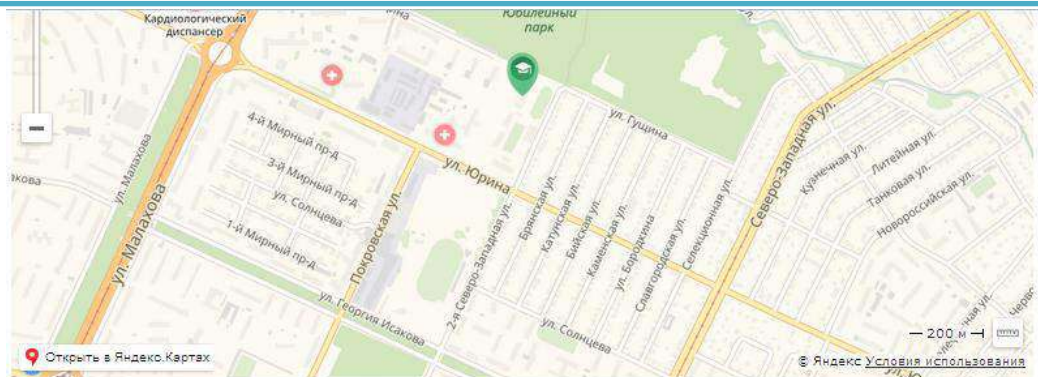 Кардиологический
диспансер
Юбилейный
парк
ул. Гущина
4-й Мирный пр-д
3-й Мирный пр-д
ул. Солнцева
1-й Мирный пр-д
ул. Малахова
ул. Малахова
Покровская ул.
ул. Юрина
ул. Георгия Исакова
2-я Северо-Западная ул.
Брянская ул.
Катунская ул.
Бийская ул.
Каменская ул.
ул. Бородкина
Славгородская ул.
Селекционная ул.
Северо-Западная ул.
Кузнечная ул.
Литейная ул.
Танковая ул.
Новороссийская ул.
ул. Солнцева
200 м
Открыть в Яндекс.Картах
© Яндекс Условия использования